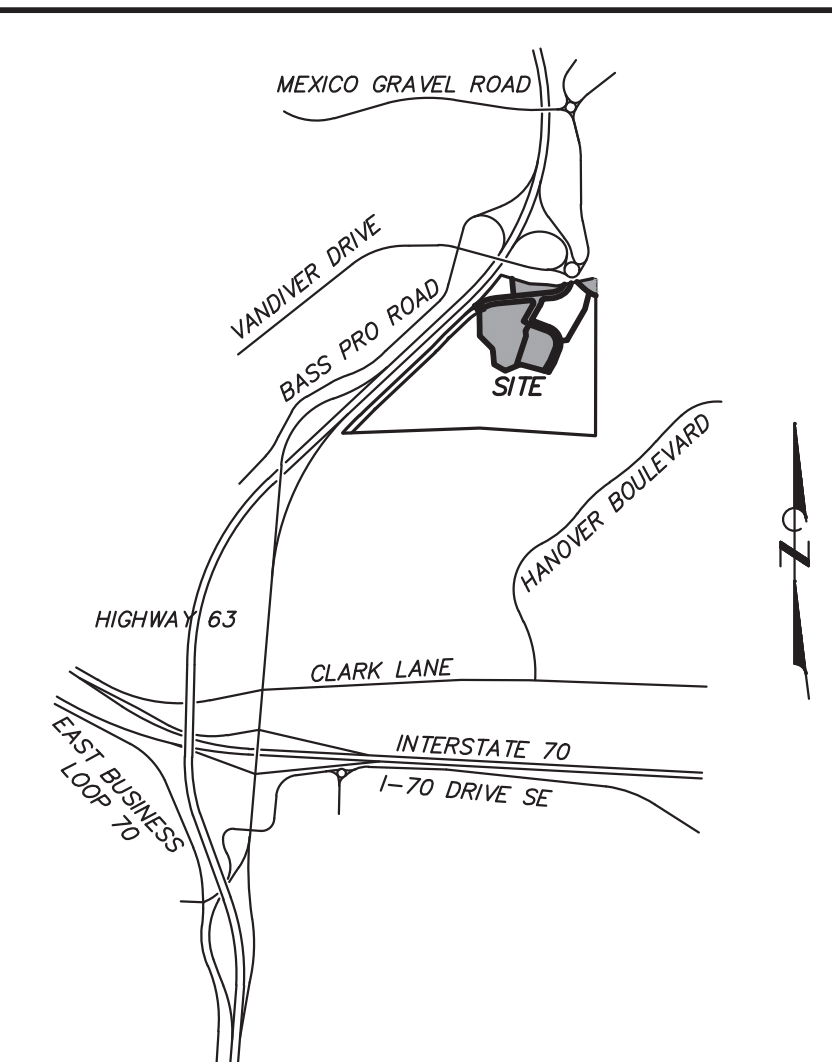 MEXICO GRAVEL ROAD
VANDIVER DRIVE
BASS PRO ROAD
SITE
HANOVER BOULEVARD
N
HIGHWAY 63
CLARK LANE
INTERSTATE 70
EAST BUSINESS
LOOP 70
I-70 DRIVE SE